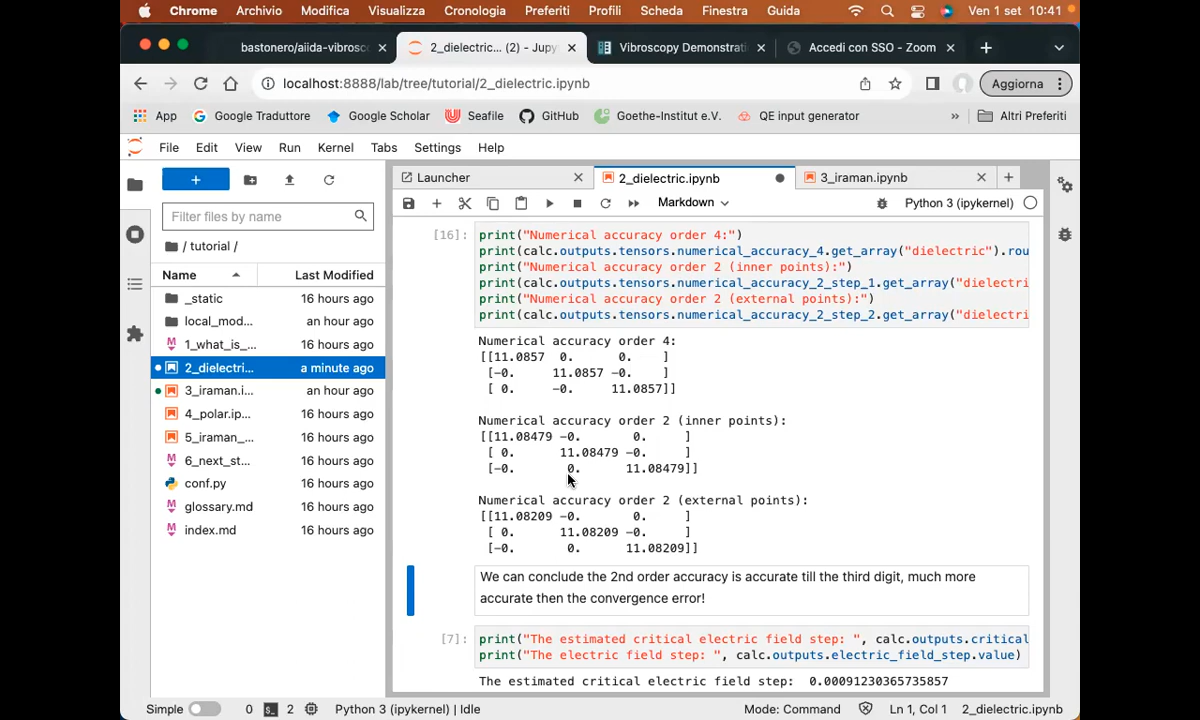 Chrome Archivio Modifica Visualizza Cronologia Preferiti Profili Scheda Finestra Guida Ven 1 set 10:41
bastonero/aiida-vibrosc 2_dielectric... (2) - Jupy Vibroscopy Demonstrati Accedi con SSO - Zoom
localhost:8888/lab/tree/tutorial/2_dielectric.ipynb Aggiorna
App Google Traduttore Google Scholar Seafile GitHub Goethe-Institut e.V. QE input generator » Altri Preferiti
File Edit View Run Kernel Tabs Settings Help
+
Launcher 2_dielectric.ipynb 3_iraman.ipynb
Markdown Python 3 (ipykernel)
Filter files by name
/ tutorial /
Name Last Modified
_static 16 hours ago
local_mod... an hour ago
1_what_is_... 16 hours ago
2_dielectri... a minute ago
3_iraman.i... an hour ago
4_polar.ip... 16 hours ago
5_iraman_... 16 hours ago
6_next_st... 16 hours ago
conf.py 16 hours ago
glossary.md 16 hours ago
index.md 16 hours ago
[16]: print("Numerical accuracy order 4:")
print(calc.outputs.tensors.numerical_accuracy_4.get_array("dielectric").rou
print("Numerical accuracy order 2 (inner points):")
print(calc.outputs.tensors.numerical_accuracy_2_step_1.get_array("dielectri
print("Numerical accuracy order 2 (external points):")
print(calc.outputs.tensors.numerical_accuracy_2_step_2.get_array("dielectri
Numerical accuracy order 4:
[[11.0857 0. 0. ]
[-0. 11.0857 -0. ]
[ 0. -0. 11.0857]]
Numerical accuracy order 2 (inner points):
[[11.08479 -0. 0. ]
[ 0. 11.08479 -0. ]
[-0. 0. 11.08479]]
Numerical accuracy order 2 (external points):
[[11.08209 -0. 0. ]
[ 0. 11.08209 -0. ]
[-0. 0. 11.08209]]
We can conclude the 2nd order accuracy is accurate till the third digit, much more
accurate then the convergence error!
[7]: print("The estimated critical electric field step: ", calc.outputs.critical
print("The electric field step: ", calc.outputs.electric_field_step.value)
The estimated critical electric field step: 0.00091230365735857
Simple 0 2 Python 3 (ipykernel) | Idle Mode: Command Ln 1, Col 1 2_dielectric.ipynb